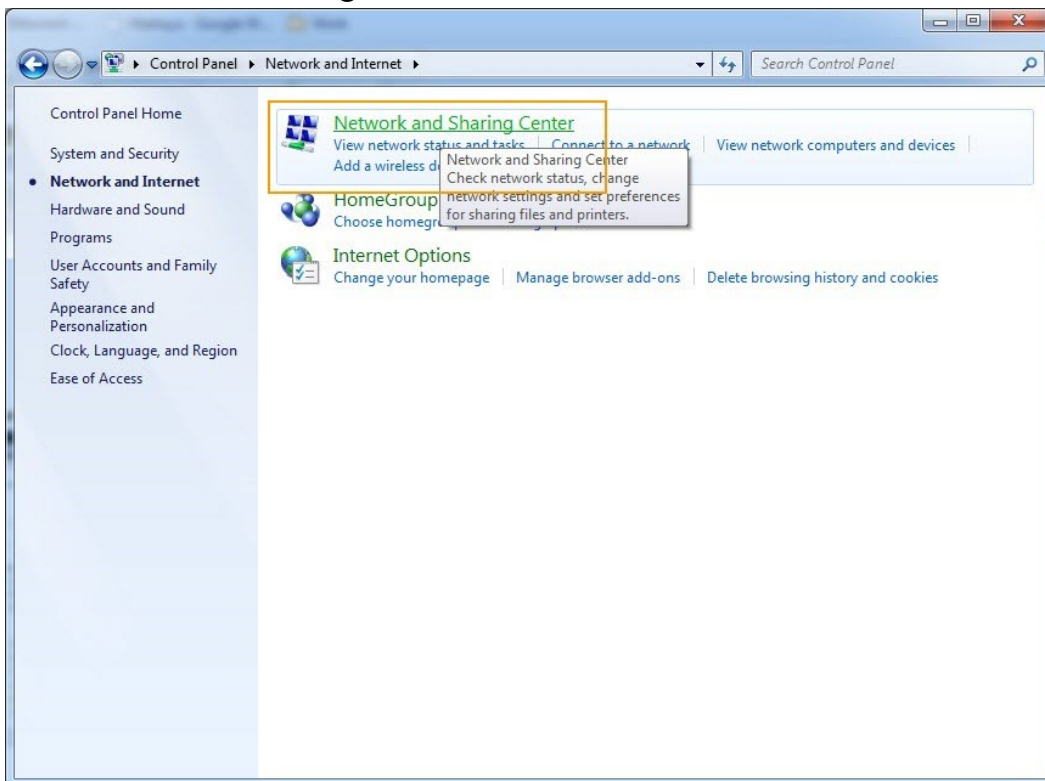 Control Panel ▸ Network and Internet ▸
Search Control Panel
Control Panel Home
System and Security
Network and Internet
Hardware and Sound
Programs
User Accounts and Family
Safety
Appearance and
Personalization
Clock, Language, and Region
Ease of Access
Network and Sharing Center
View network status and tasks Connect to a network View network computers and devices
Add a wireless
Network and Sharing Center
Check network status, change
network settings and set preferences
for sharing files and printers.
HomeGroup
Choose
Internet Options
Change your homepage Manage browser add-ons Delete browsing history and cookies